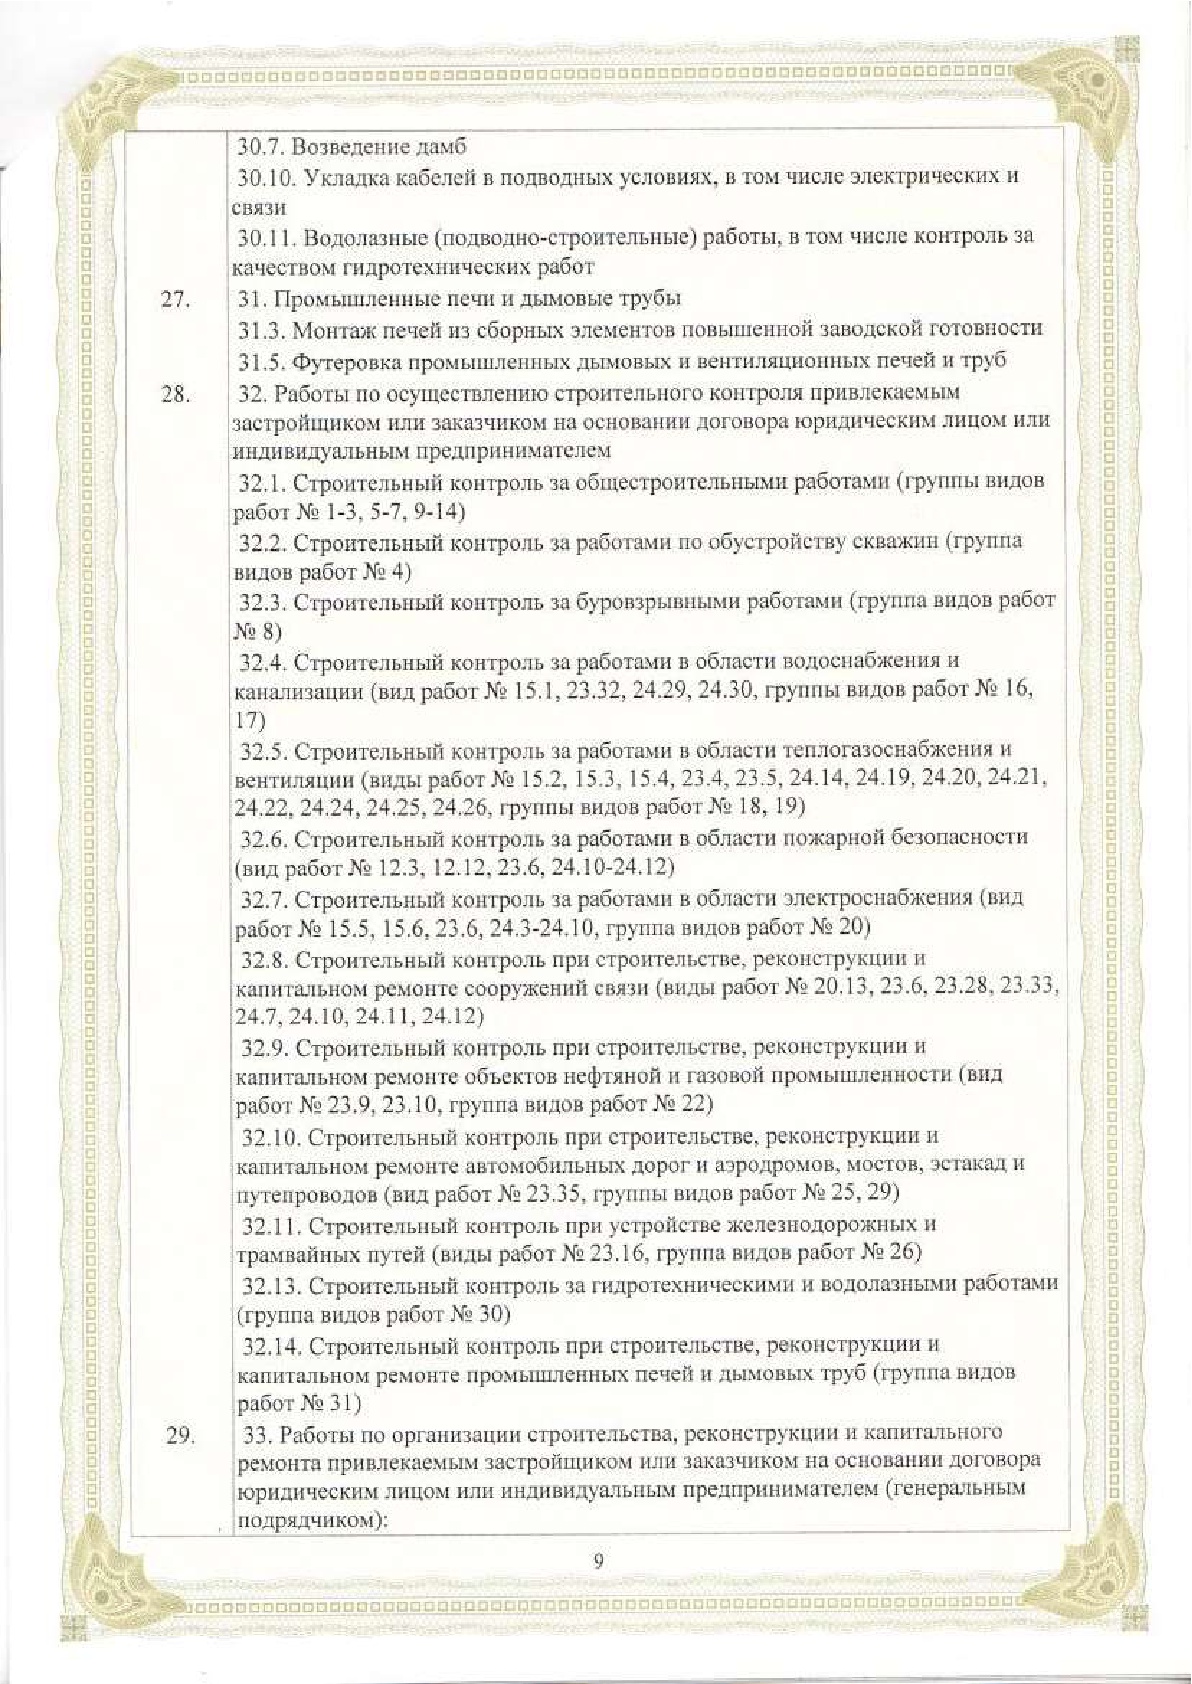 30.7. Возведение дамб
30.10. Укладка кабелей в подводных условиях, в том числе электрических и
связи
30.11. Водолазные (подводно-строительные) работы, в том числе контроль за
качеством гидротехнических работ
27. 31. Промышленные печи и дымовые трубы
31.3. Монтаж печей из сборных элементов повышенной заводской готовности
31.5. Футеровка промышленных дымовых и вентиляционных печей и труб
28. 32. Работы по осуществлению строительного контроля привлекаемым
застройщиком или заказчиком на основании договора юридическим лицом или
индивидуальным предпринимателем
32.1. Строительный контроль за общестроительными работами (группы видов
работ № 1-3, 5-7, 9-14)
32.2. Строительный контроль за работами по обустройству скважин (группа
видов работ № 4)
32.3. Строительный контроль за буровзрывными работами (группа видов работ
№ 8)
32.4. Строительный контроль за работами в области водоснабжения и
канализации (вид работ № 15.1, 23.32, 24.29, 24.30, группы видов работ № 16,
17)
32.5. Строительный контроль за работами в области теплогазоснабжения и
вентиляции (виды работ № 15.2, 15.3, 15.4, 23.4, 23.5, 24.14, 24.19, 24.20, 24.21,
24.22, 24.24, 24.25, 24.26, группы видов работ № 18, 19)
32.6. Строительный контроль за работами в области пожарной безопасности
(вид работ № 12.3, 12.12, 23.6, 24.10-24.12)
32.7. Строительный контроль за работами в области электроснабжения (вид
работ № 15.5, 15.6, 23.6, 24.3-24.10, группа видов работ № 20)
32.8. Строительный контроль при строительстве, реконструкции и
капитальном ремонте сооружений связи (виды работ № 20.13, 23.6, 23.28, 23.33,
24.7, 24.10, 24.11, 24.12)
32.9. Строительный контроль при строительстве, реконструкции и
капитальном ремонте объектов нефтяной и газовой промышленности (вид
работ № 23.9, 23.10, группа видов работ № 22)
32.10. Строительный контроль при строительстве, реконструкции и
капитальном ремонте автомобильных дорог и аэродромов, мостов, эстакад и
путепроводов (вид работ № 23.35, группы видов работ № 25, 29)
32.11. Строительный контроль при устройстве железнодорожных и
трамвайных путей (виды работ № 23.16, группа видов работ № 26)
32.13. Строительный контроль за гидротехническими и водолазными работами
(группа видов работ № 30)
32.14. Строительный контроль при строительстве, реконструкции и
капитальном ремонте промышленных печей и дымовых труб (группа видов
работ № 31)
29. 33. Работы по организации строительства, реконструкции и капитального
ремонта привлекаемым застройщиком или заказчиком на основании договора
юридическим лицом или индивидуальным предпринимателем (генеральным
подрядчиком):
9